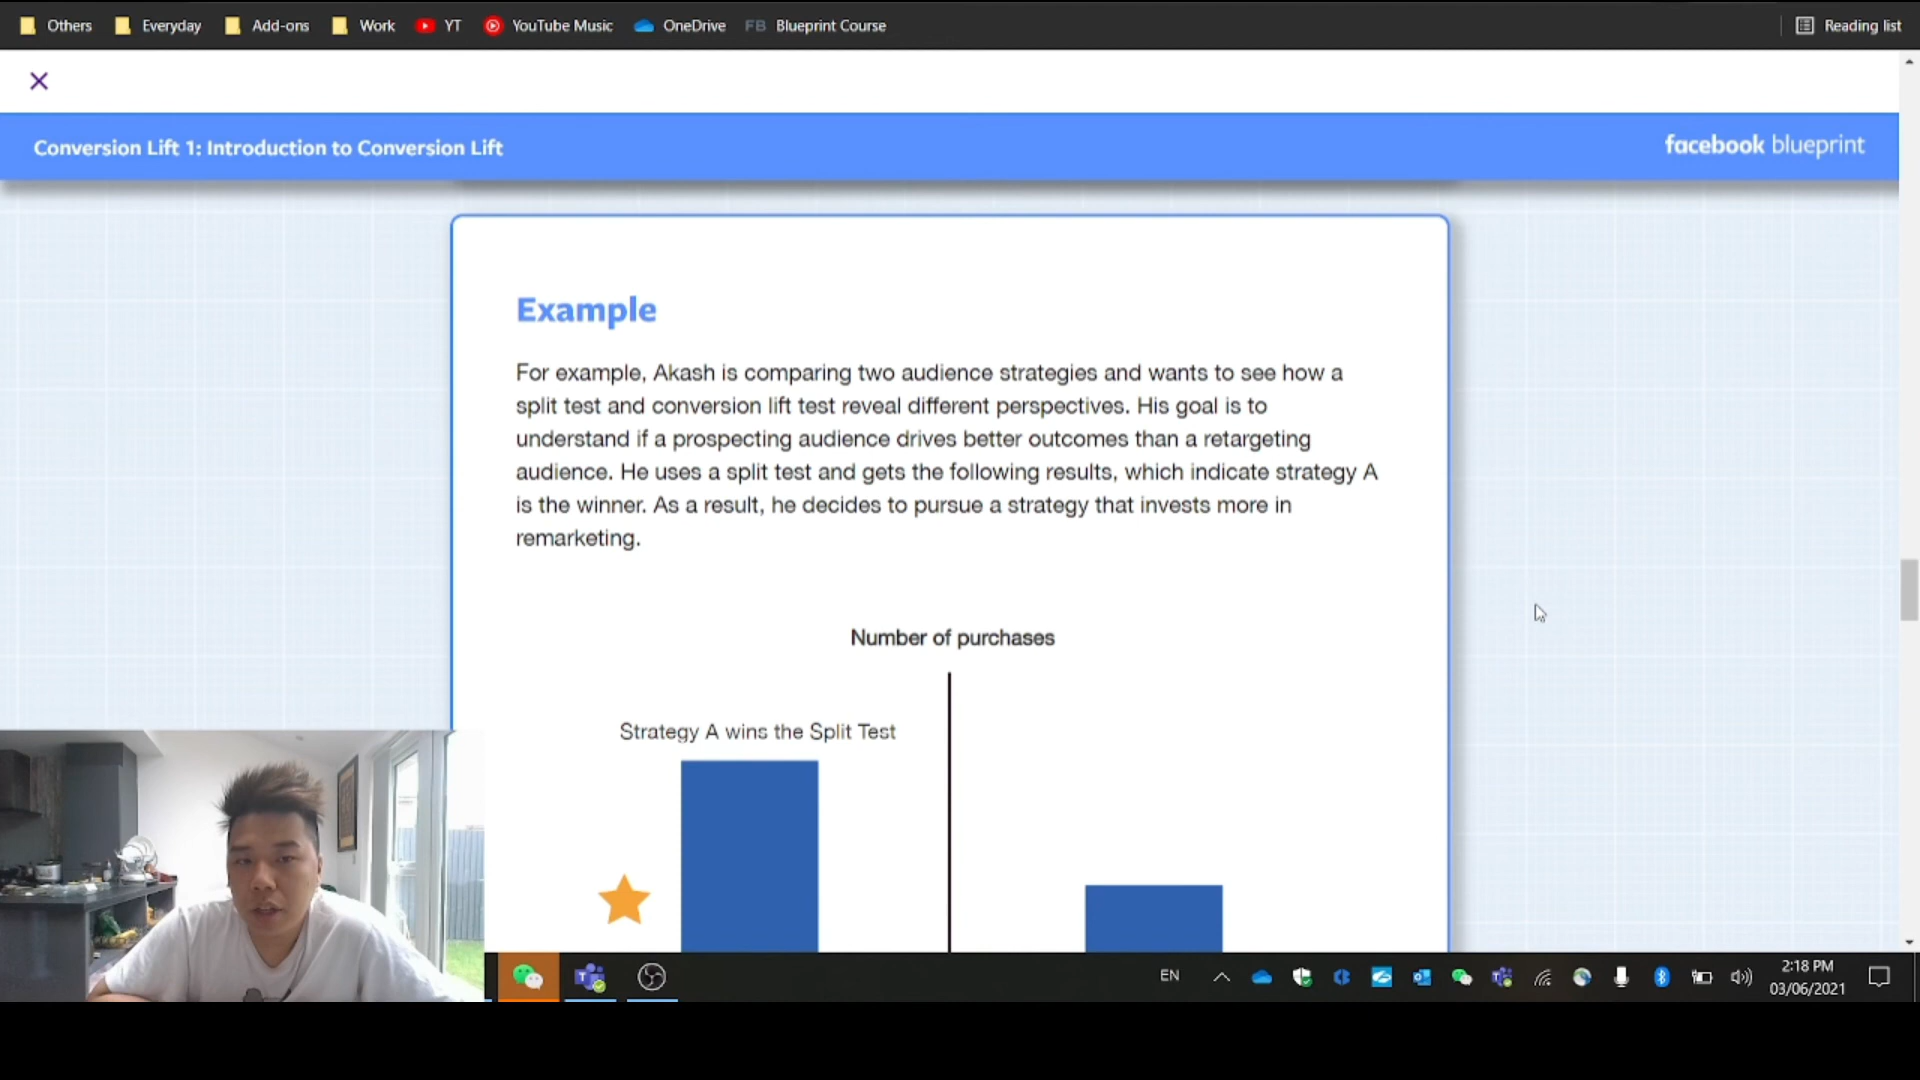 Others Everyday Add-ons Work YT YouTube Music OneDrive FB Blueprint Course Reading list
Conversion Lift 1: Introduction to Conversion Lift
facebook blueprint
Example
For example, Akash is comparing two audience strategies and wants to see how a
split test and conversion lift test reveal different perspectives. His goal is to
understand if a prospecting audience drives better outcomes than a retargeting
audience. He uses a split test and gets the following results, which indicate strategy A
is the winner. As a result, he decides to pursue a strategy that invests more in
remarketing.
Number of purchases
Strategy A wins the Split Test
EN
2:18 PM
03/06/2021